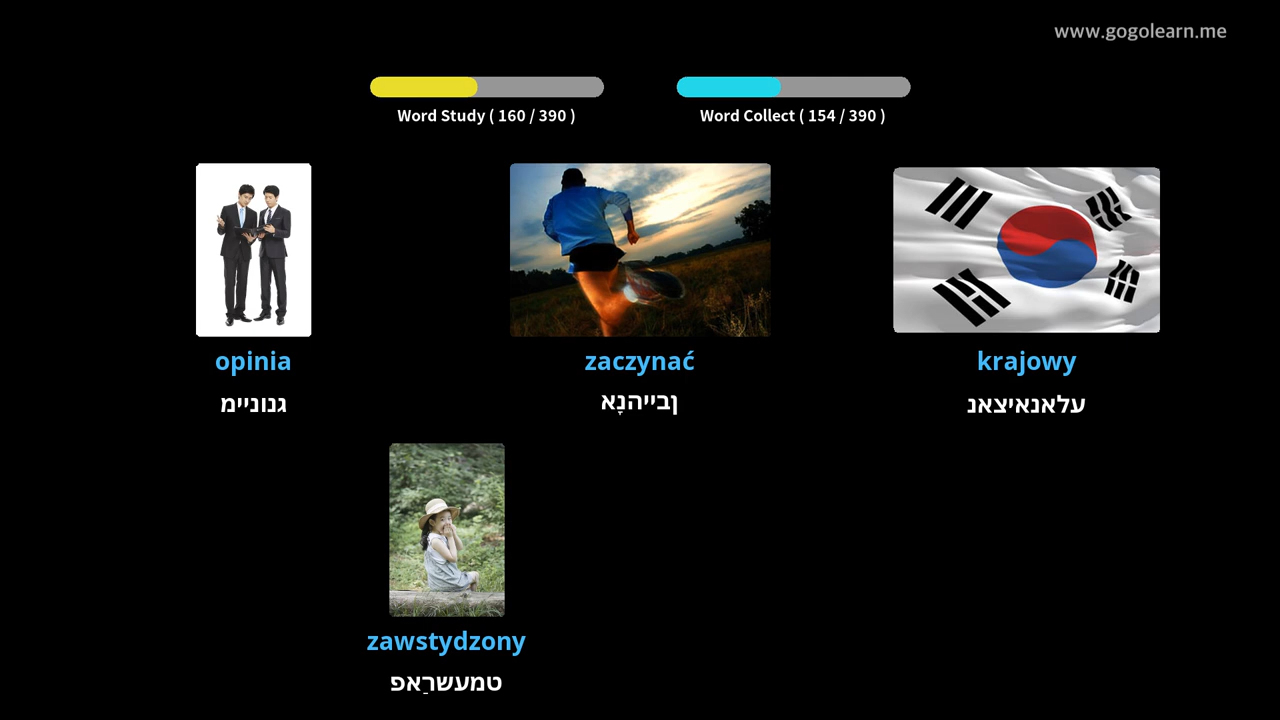 www.gogolearn.me
Word Study ( 160 / 390 )
Word Collect ( 154 / 390 )
opinia
גנוניימ
zaczynać
ןבייהנָא
krajowy
עלאנאיצאנ
zawstydzony
טמעשרַאפ